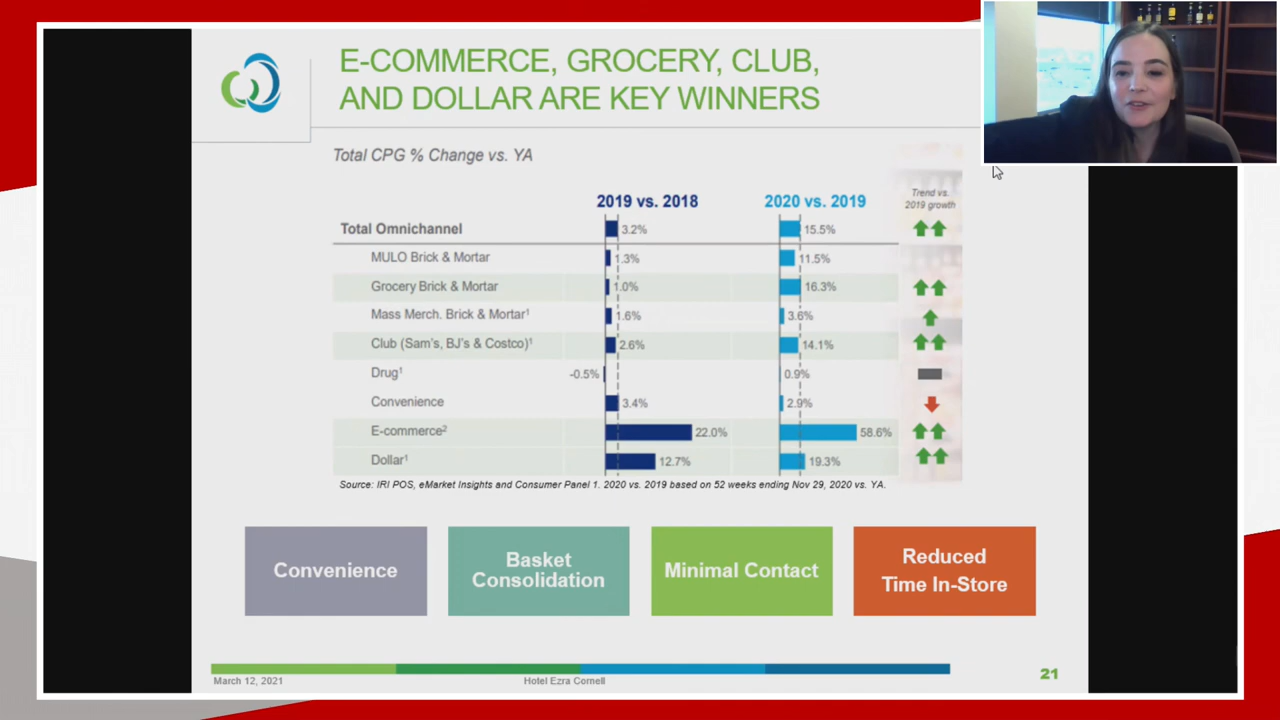 E-COMMERCE, GROCERY, CLUB,
AND DOLLAR ARE KEY WINNERS
Total CPG % Change vs. YA
2019 vs. 2018 2020 vs. 2019 Trend vs.
2019 growth
Total Omnichannel 3.2% 15.5%
MULO Brick & Mortar 1.3% 11.5%
Grocery Brick & Mortar 1.0% 16.3%
Mass Merch. Brick & Mortar¹ 1.6% 3.6%
Club (Sam's, BJ's & Costco)¹ 2.6% 14.1%
Drug¹ -0.5% 0.9%
Convenience 3.4% 2.9%
E-commerce² 22.0% 58.6%
Dollar¹ 12.7% 19.3%
Source: IRI POS, eMarket Insights and Consumer Panel 1. 2020 vs. 2019 based on 52 weeks ending Nov 29, 2020 vs. YA.
Convenience
Basket
Consolidation
Minimal Contact
Reduced
Time In-Store
March 12, 2021 Hotel Ezra Cornell 21